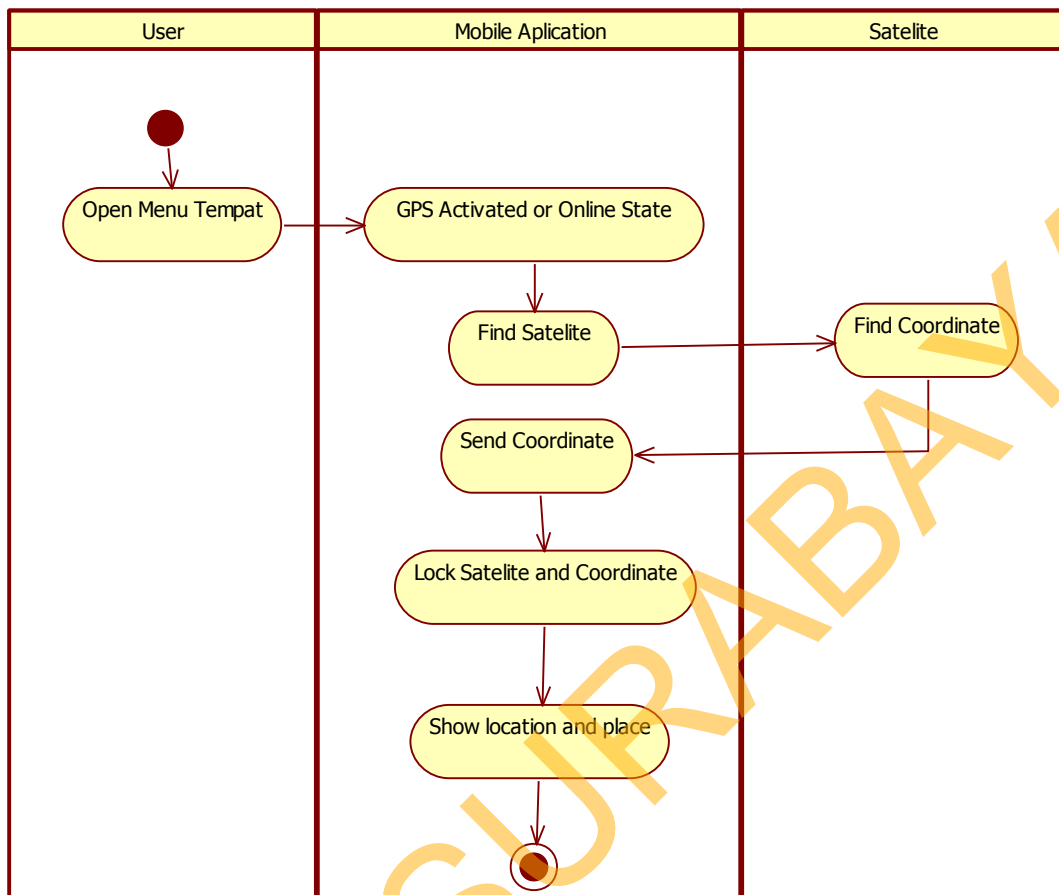 User
Mobile Aplication
Satelite
Open Menu Tempat
GPS Activated or Online State
Find Satelite
Find Coordinate
Send Coordinate
Lock Satelite and Coordinate
Show location and place
SURABAYA